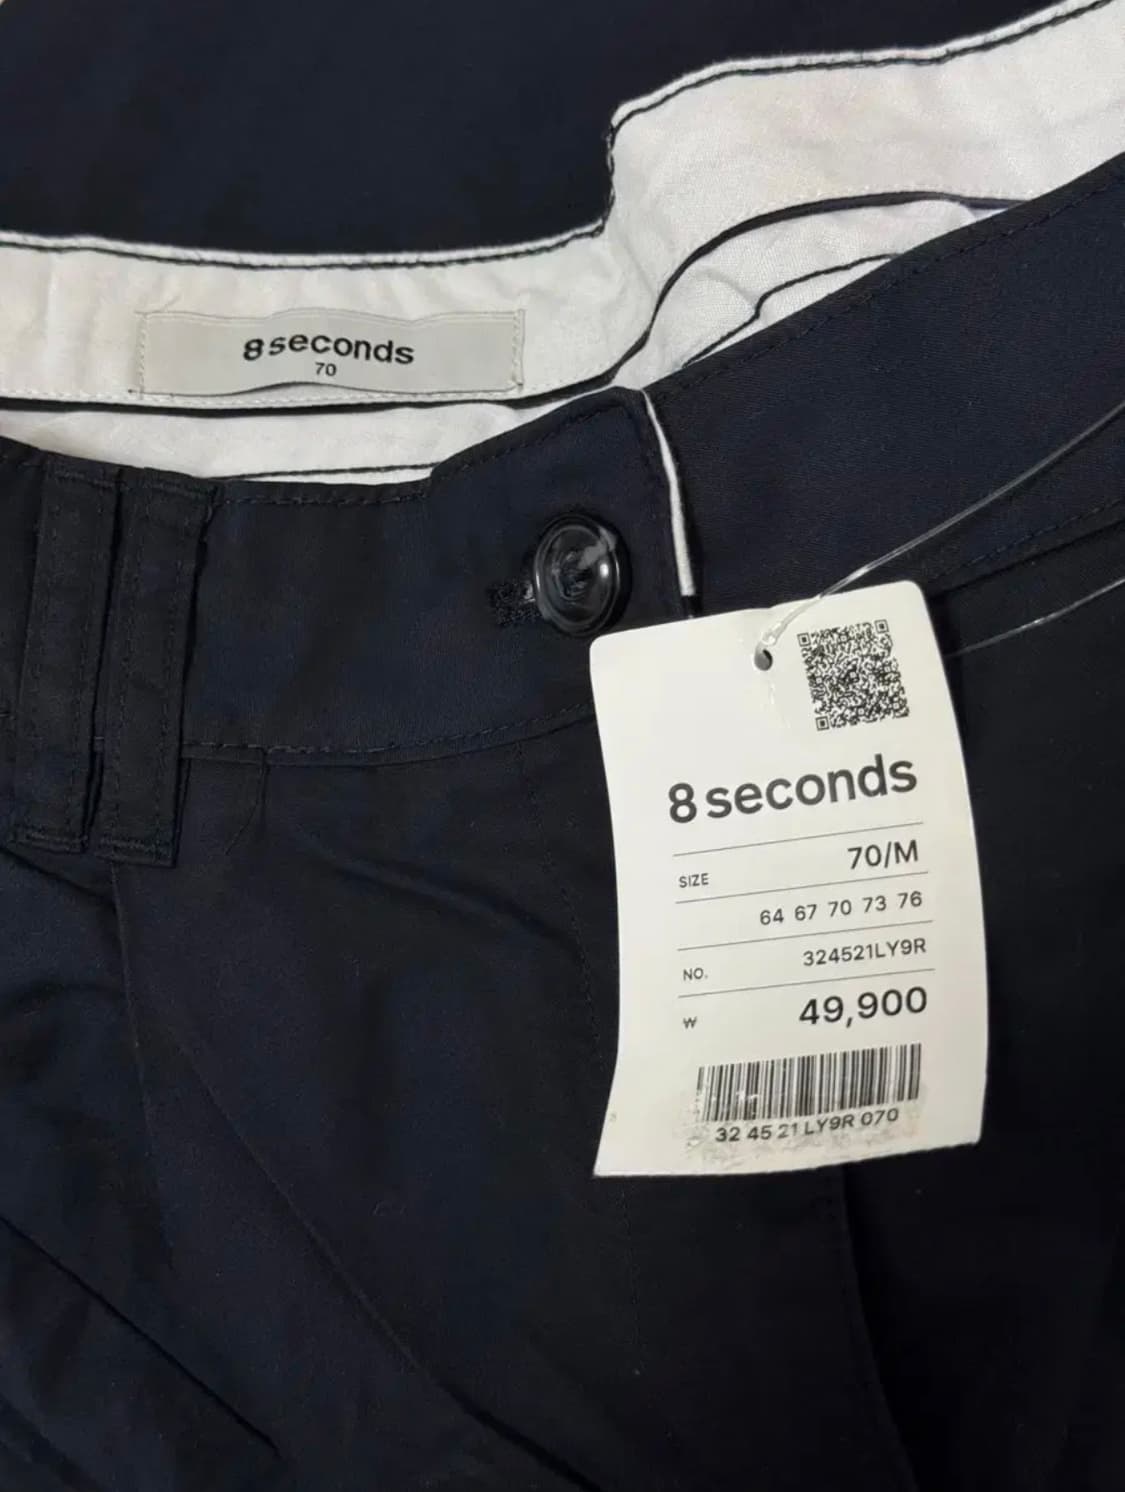 8seconds
70
8 seconds
SIZE 70/M
64 67 70 73 76
NO. 324521LY9R
₩ 49,900
32 45 21 LY9R 070